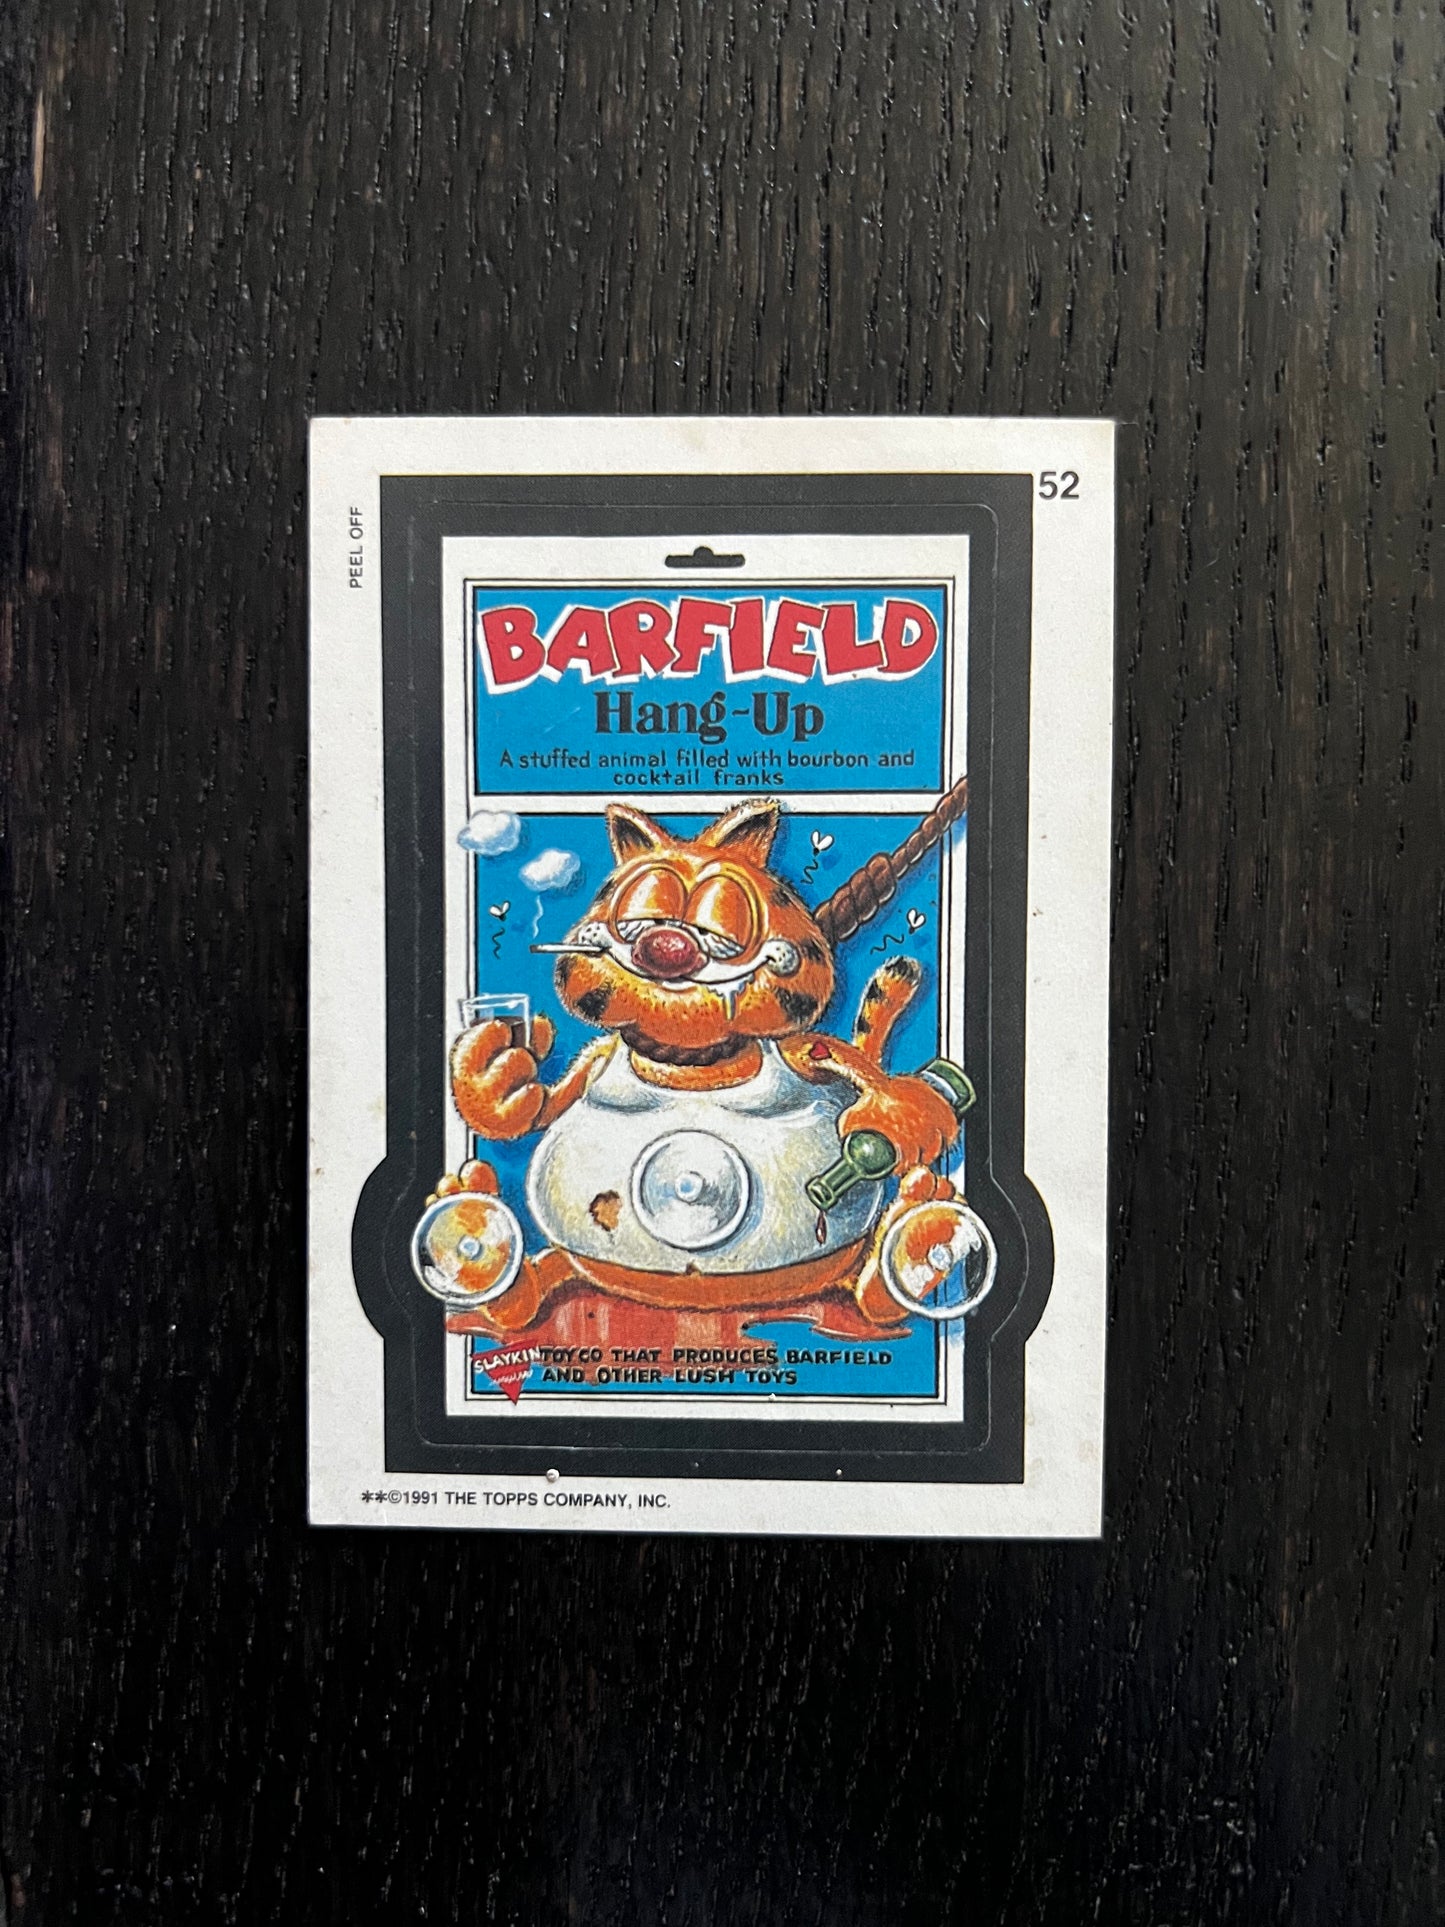 52
PEEL OFF
BARFIELD
Hang-Up
A stuffed animal filled with bourbon and
cocktail franks
SLAYKIN TOY CO THAT PRODUCES BARFIELD
AND OTHER LUSH TOYS
**©1991 THE TOPPS COMPANY, INC.